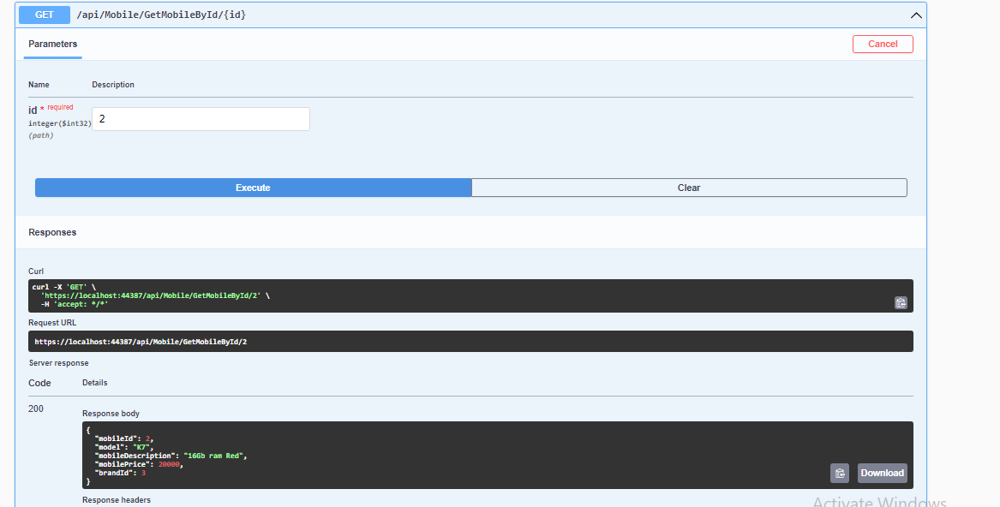 GET /api/Mobile/GetMobileById/{id}
Parameters
Cancel
Name Description
id * required
integer($int32)
(path)
2
Execute Clear
Responses
Curl
curl -X 'GET' \
'https://localhost:44387/api/Mobile/GetMobileById/2' \
-H 'accept: */*'
Request URL
https://localhost:44387/api/Mobile/GetMobileById/2
Server response
Code Details
200
Response body
{
"mobileId": 2,
"model": "K7",
"mobileDescription": "16Gb ram Red",
"mobilePrice": 20000,
"brandId": 3
}
Download
Response headers
Activate Windows